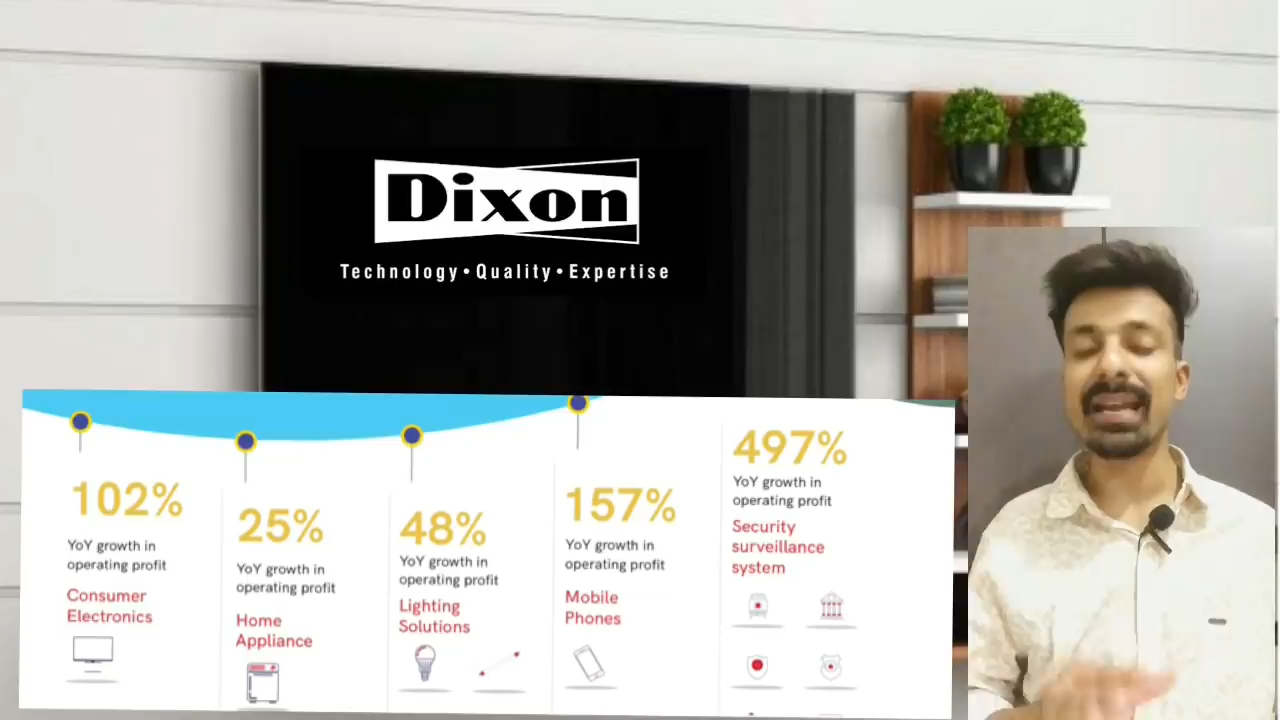 Dixon
Technology•Quality•Expertise
102%
YoY growth in
operating profit
Consumer
Electronics
25%
YoY growth in
operating profit
Home
Appliance
48%
YoY growth in
operating profit
Lighting
Solutions
157%
YoY growth in
operating profit
Mobile
Phones
497%
YoY growth in
operating profit
Security
surveillance
system